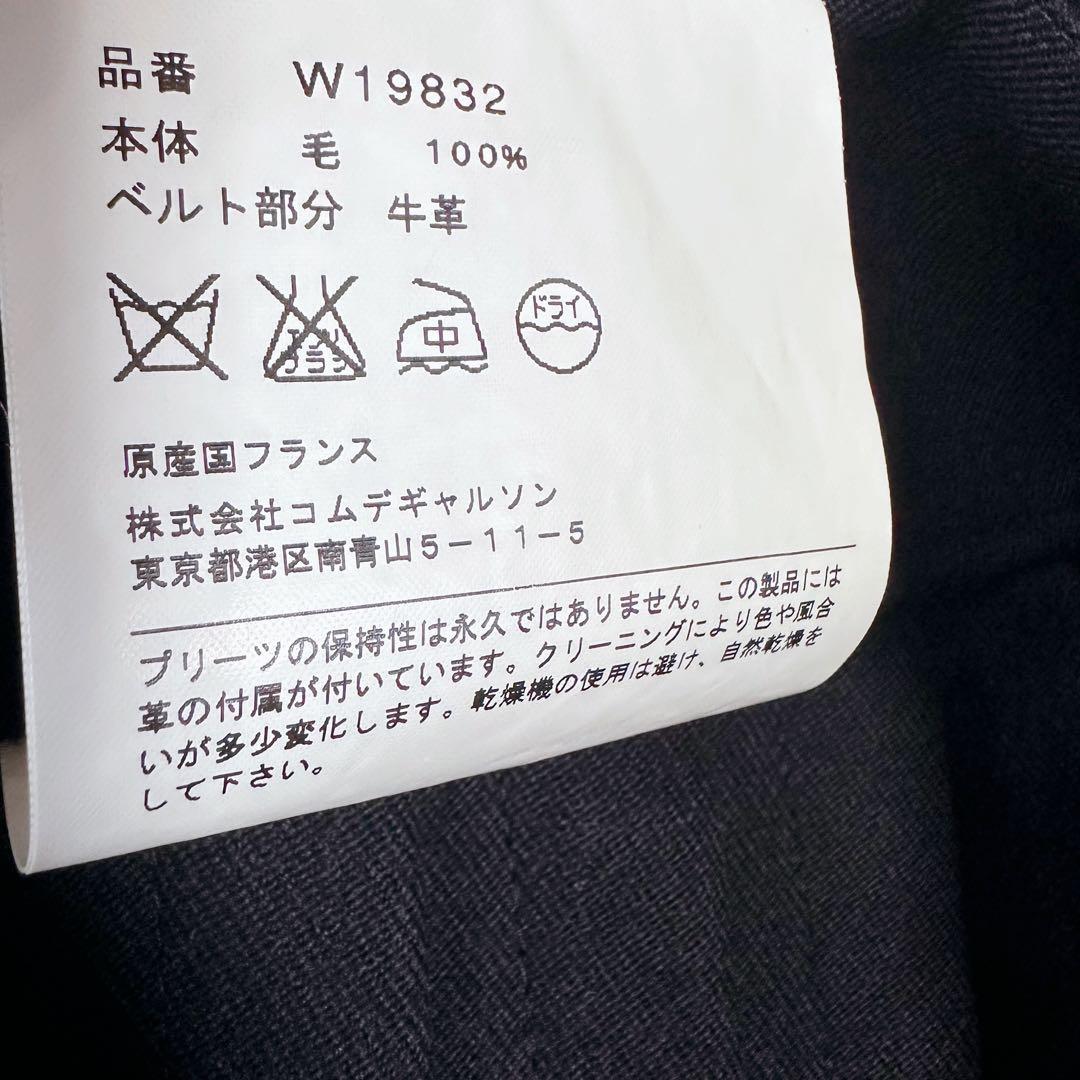 品番 W19832
本体 毛 100%
ベルト部分 牛革
エンソ
サラシ
中
ドライ
原産国フランス
株式会社コムデギャルソン
東京都港区南青山5-11-5
プリーツの保持性は永久ではありません。この製品には
革の付属が付いています。クリーニングにより色や風合
いが多少変化します。乾燥機の使用は避け、自然乾燥を
して下さい。